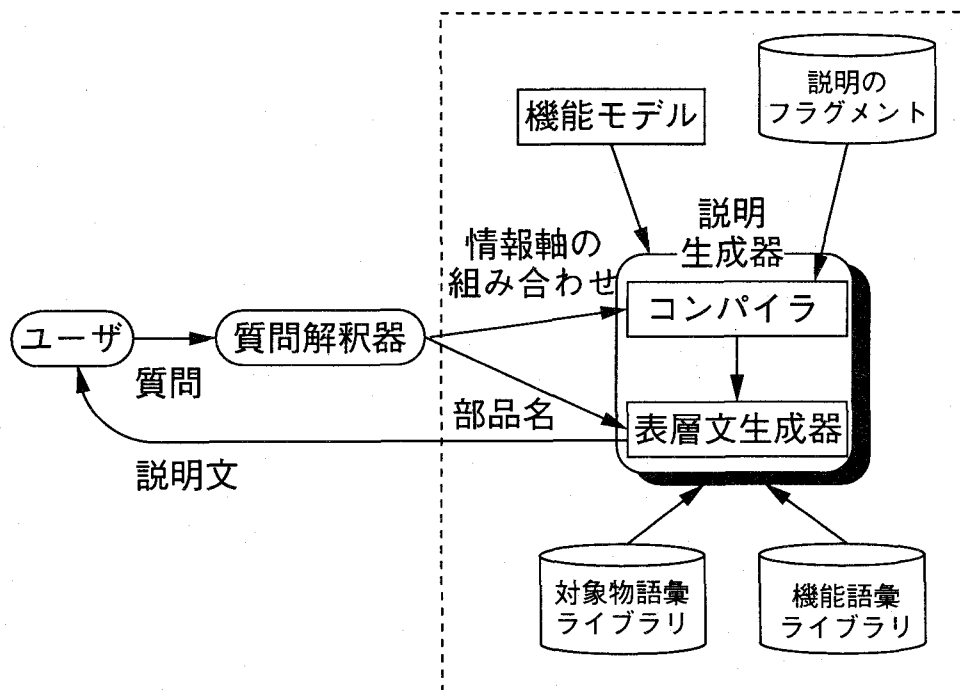 説明の
フラグメント
機能モデル
説明
生成器
情報軸の
組み合わせ
コンパイラ
ユーザ
質問解釈器
質問
部品名
表層文生成器
説明文
対象物語彙
ライブラリ
機能語彙
ライブラリ